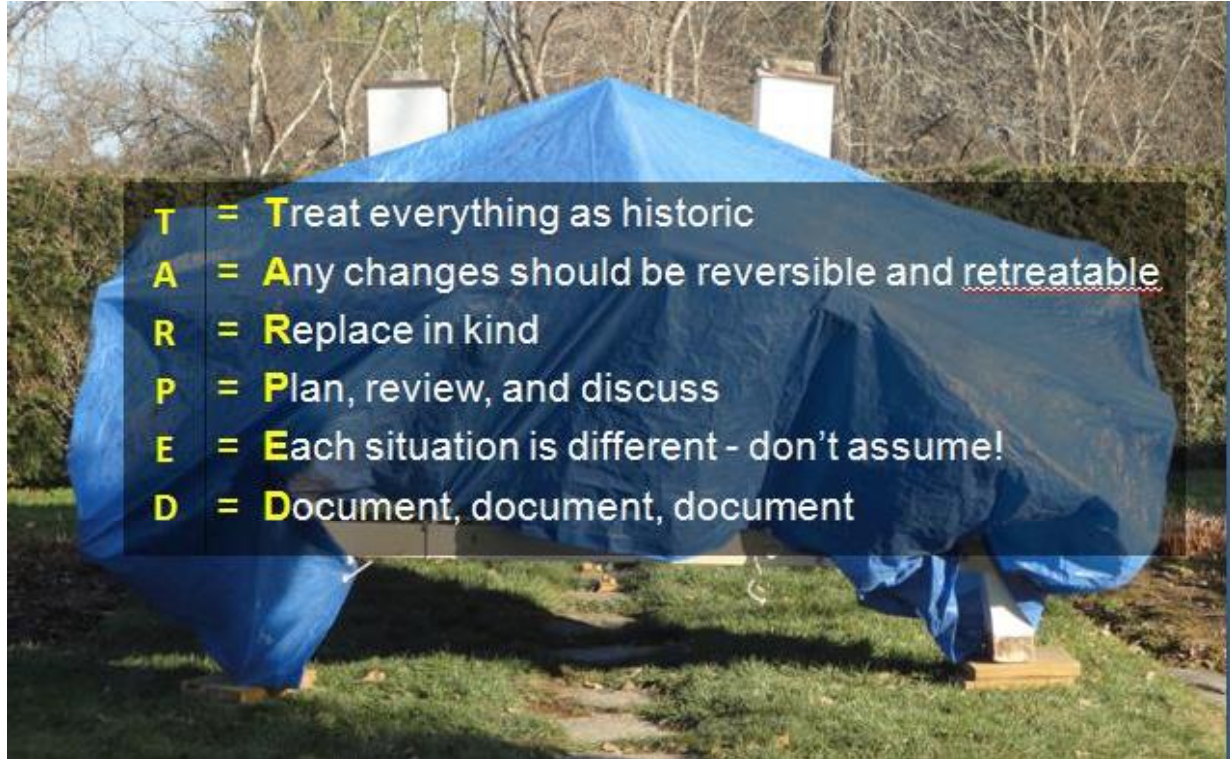 T = Treat everything as historic
A = Any changes should be reversible and retreatable
R = Replace in kind
P = Plan, review, and discuss
E = Each situation is different - don't assume!
D = Document, document, document